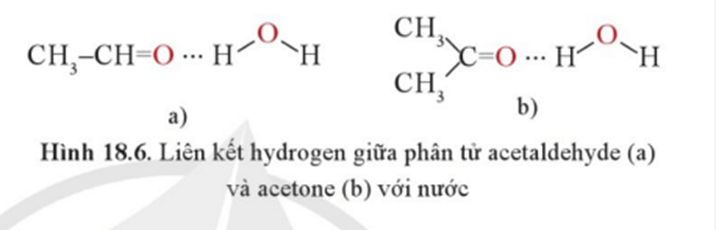 CH₃–CH=O ··· H–O–H
a)
CH₃
CH₃
C=O ··· H–O–H
b)
Hình 18.6. Liên kết hydrogen giữa phân tử acetaldehyde (a)
và acetone (b) với nước